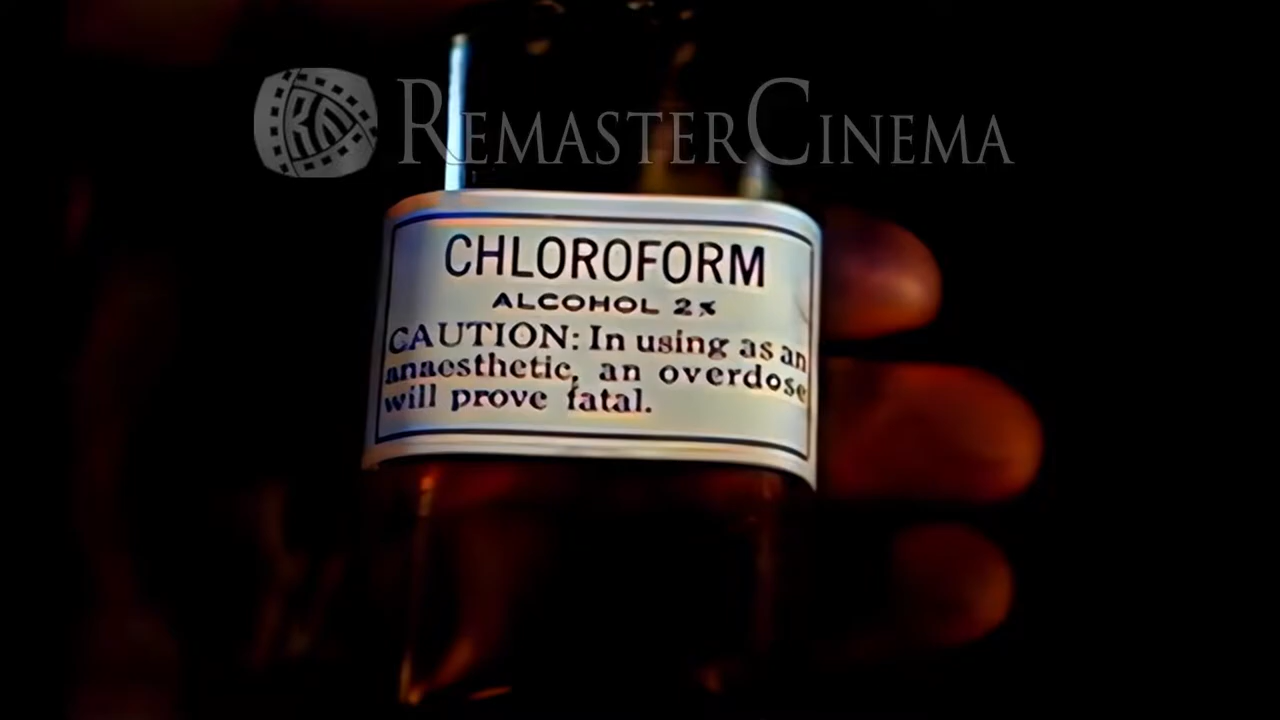 REMASTERCINEMA
CHLOROFORM
ALCOHOL 2%
CAUTION: In using as an
anaesthetic, an overdose
will prove fatal.